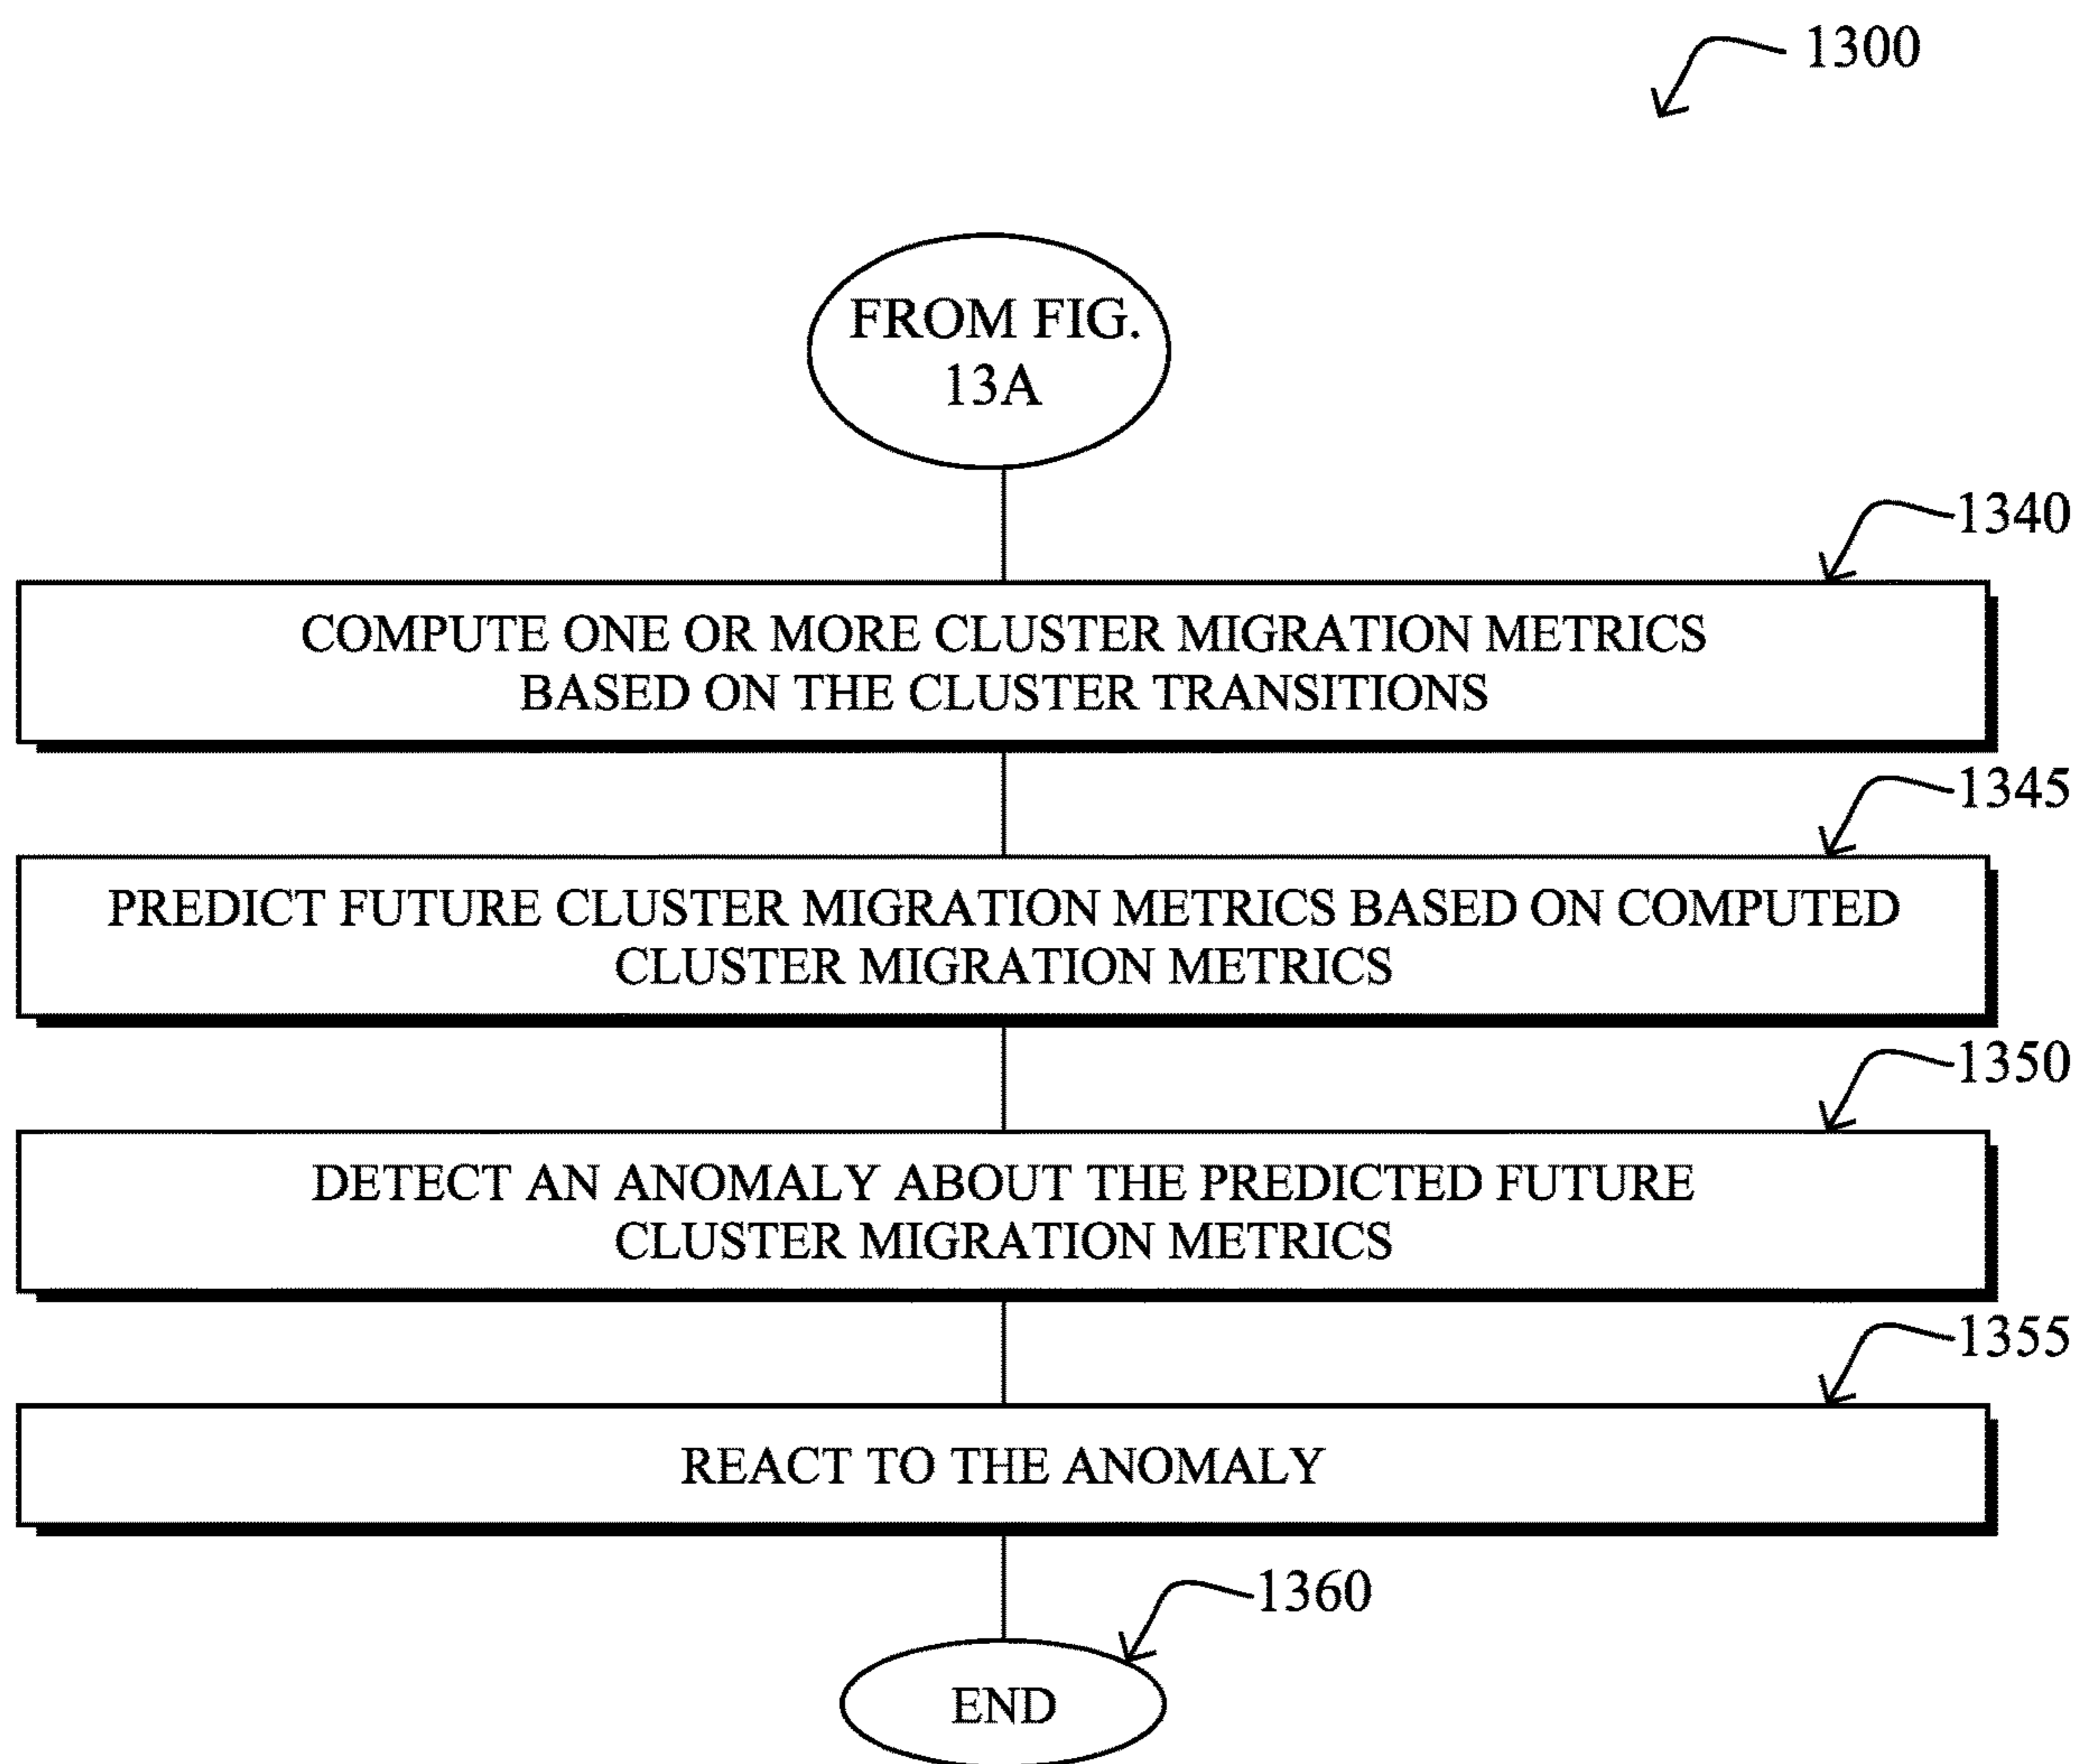 1300
FROM FIG.
13A
1340
COMPUTE ONE OR MORE CLUSTER MIGRATION METRICS
BASED ON THE CLUSTER TRANSITIONS
1345
PREDICT FUTURE CLUSTER MIGRATION METRICS BASED ON COMPUTED
CLUSTER MIGRATION METRICS
1350
DETECT AN ANOMALY ABOUT THE PREDICTED FUTURE
CLUSTER MIGRATION METRICS
1355
REACT TO THE ANOMALY
1360
END